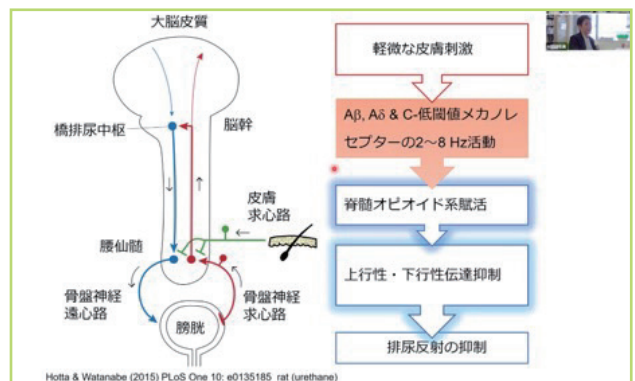 大脳皮質
橋排尿中枢
脳幹
皮膚
求心路
腰仙髄
骨盤神経
遠心路
骨盤神経
求心路
膀胱
軽微な皮膚刺激
Aβ, Aδ & C-低閾値メカノレ
セプターの2〜8 Hz活動
脊髄オピオイド系賦活
上行性・下行性伝達抑制
排尿反射の抑制
Hotta & Watanabe (2015) PLoS One 10: e0135185 rat (urethane)